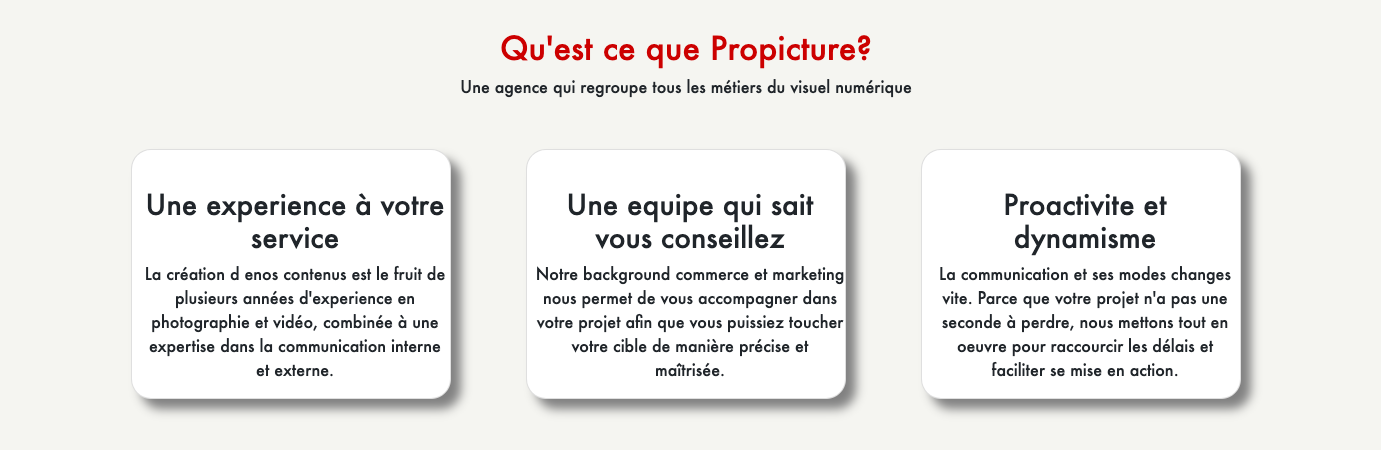 Qu'est ce que Propicture?
Une agence qui regroupe tous les métiers du visuel numérique
Une experience à votre
service
La création d enos contenus est le fruit de
plusieurs années d'experience en
photographie et vidéo, combinée à une
expertise dans la communication interne
et externe.
Une equipe qui sait
vous conseillez
Notre background commerce et marketing
nous permet de vous accompagner dans
votre projet afin que vous puissiez toucher
votre cible de manière précise et
maîtrisée.
Proactivite et
dynamisme
La communication et ses modes changes
vite. Parce que votre projet n'a pas une
seconde à perdre, nous mettons tout en
oeuvre pour raccourcir les délais et
faciliter se mise en action.